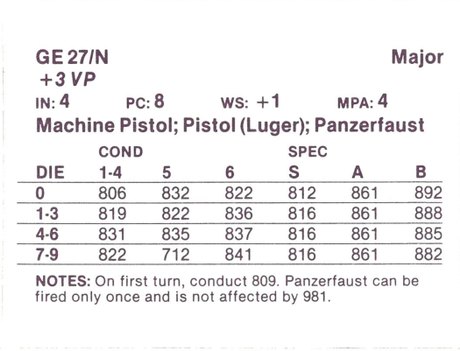 GE 27/N Major
+3 VP
IN: 4 PC: 8 WS: +1 MPA: 4
Machine Pistol; Pistol (Luger); Panzerfaust
COND SPEC
DIE 1-4 5 6 S A B
0 806 832 822 812 861 892
1-3 819 822 836 816 861 888
4-6 831 835 837 816 861 885
7-9 822 712 841 816 861 882
NOTES: On first turn, conduct 809. Panzerfaust can be
fired only once and is not affected by 981.